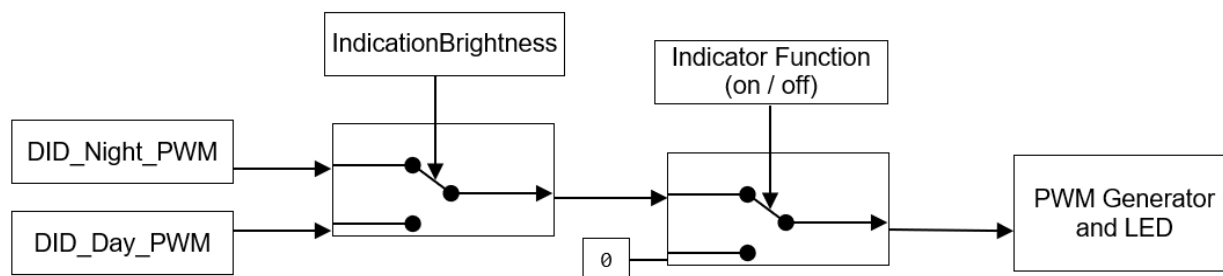 IndicationBrightness
Indicator Function
(on / off)
DID_Night_PWM
DID_Day_PWM
0
PWM Generator
and LED